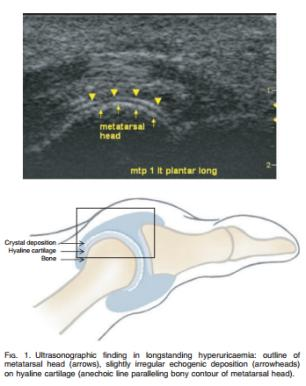 1-
metatarsal
head
2-
mtp 1 lt plantar long
Crystal deposition
Hyaline cartilage
Bone
FIG. 1. Ultrasonographic finding in longstanding hyperuricaemia: outline of
metatarsal head (arrows), slightly irregular echogenic deposition (arrowheads)
on hyaline cartilage (anechoic line paralleling bony contour of metatarsal head).